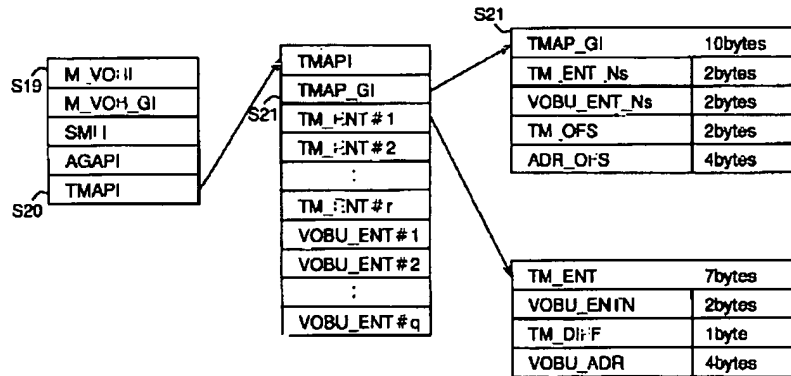 S19
M_VOBI
M_VOB_GI
SMLI
AGAPI
TMAPI
S20
TMAPI
TMAP_GI
S21
TM_ENT#1
TM_ENT#2
:
TM_ENT#r
VOBU_ENT#1
VOBU_ENT#2
:
VOBU_ENT#q
S21
TMAP_GI 10bytes
TM_ENT_Ns 2bytes
VOBU_ENT_Ns 2bytes
TM_OFS 2bytes
ADR_OFS 4bytes
TM_ENT 7bytes
VOBU_ENTN 2bytes
TM_DIFF 1byte
VOBU_ADR 4bytes